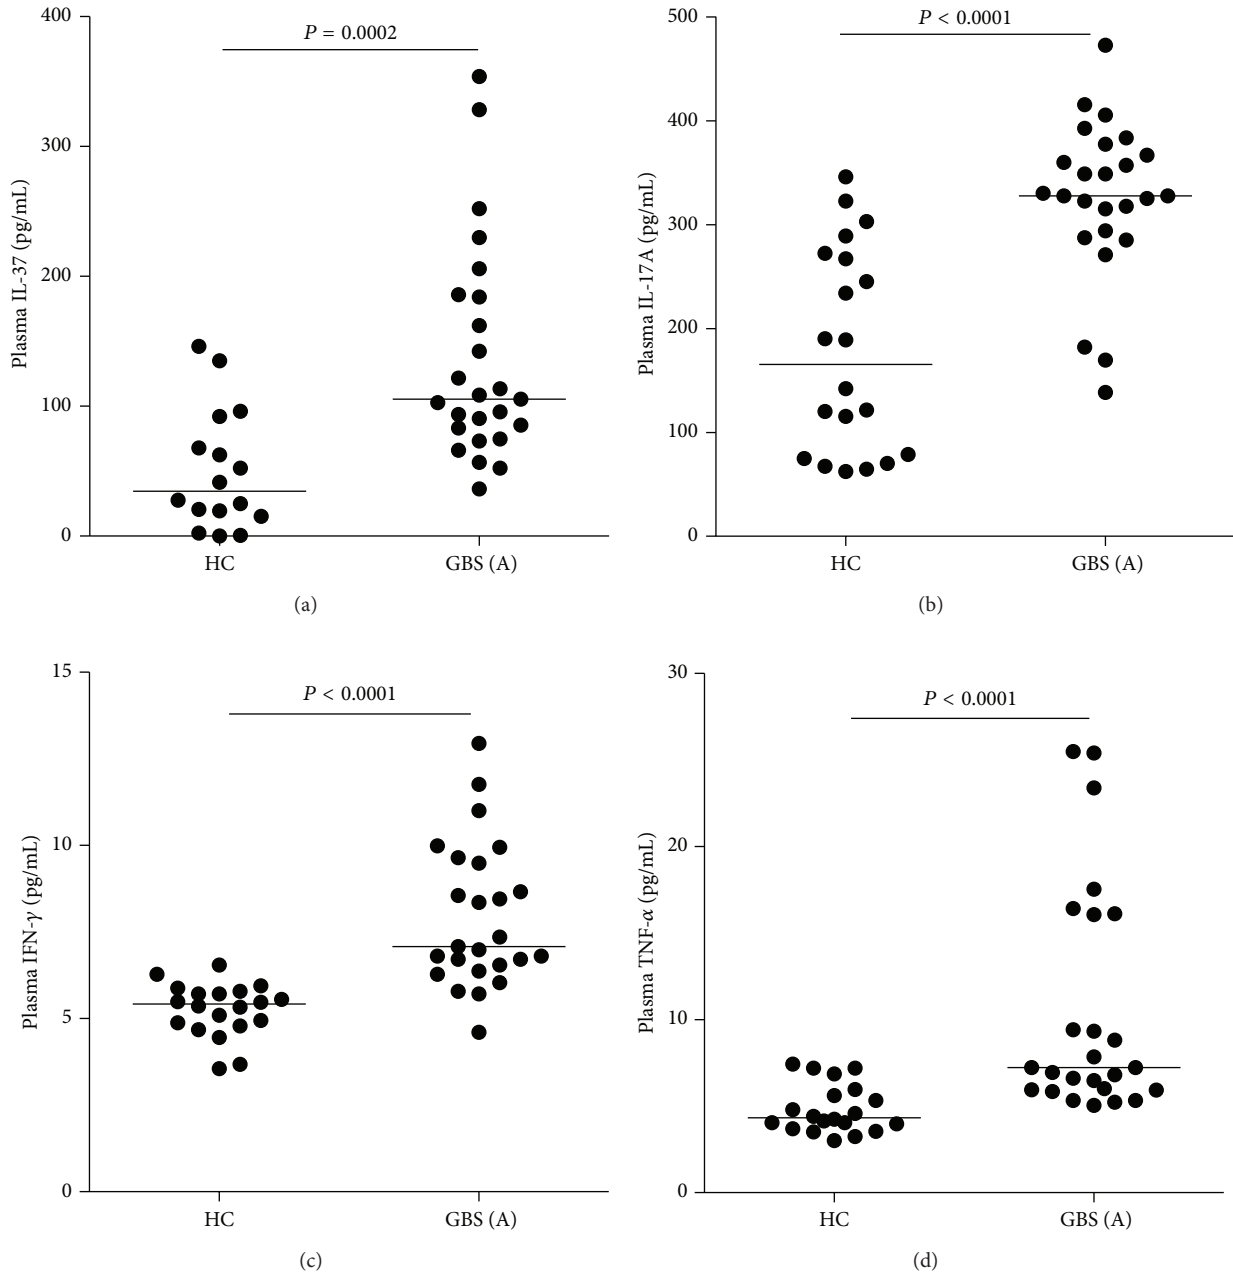 400
P = 0.0002
300
200
100
0
Plasma IL-37 (pg/mL)
HC
GBS (A)
(a)
500
P < 0.0001
400
300
200
100
0
Plasma IL-17A (pg/mL)
HC
GBS (A)
(b)
15
P < 0.0001
10
5
0
Plasma IFN-γ (pg/mL)
HC
GBS (A)
(c)
30
P < 0.0001
20
10
0
Plasma TNF-α (pg/mL)
HC
GBS (A)
(d)